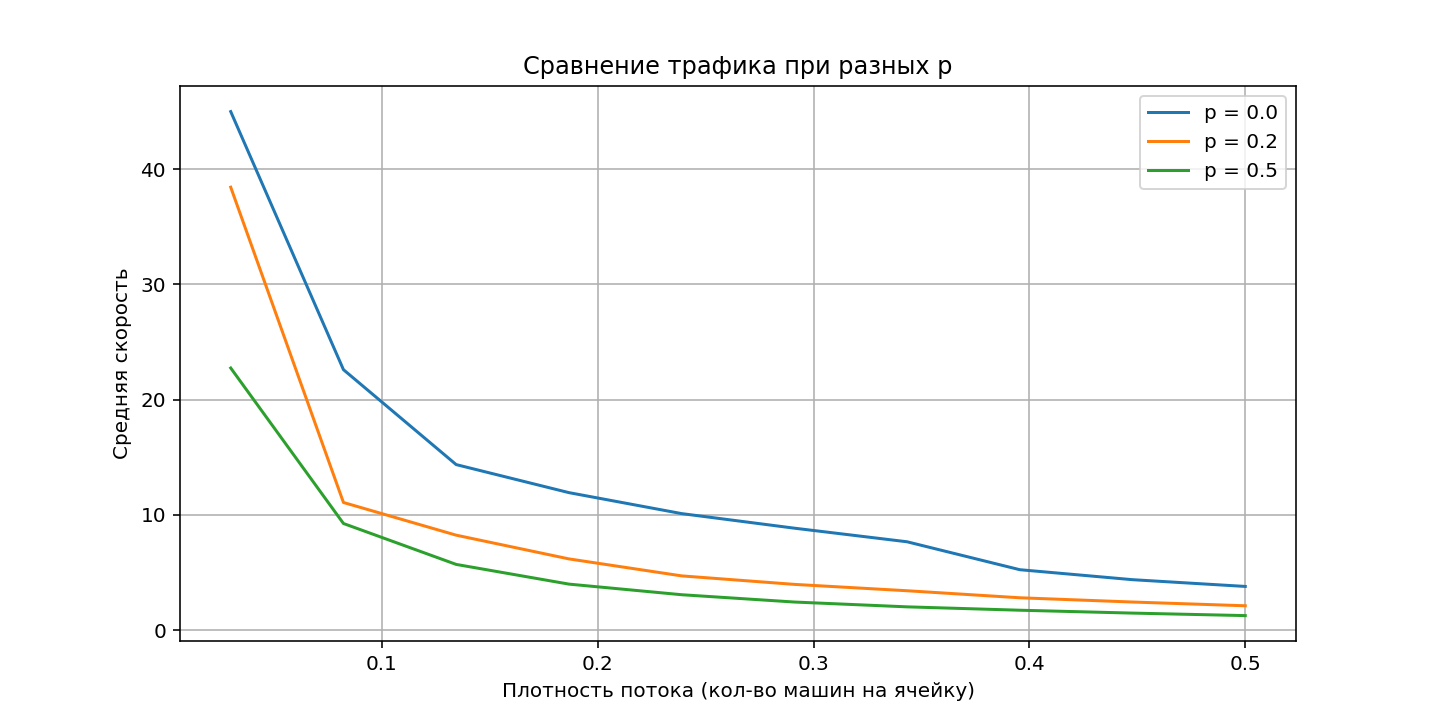 Сравнение трафика при разных p
p = 0.0
p = 0.2
p = 0.5
Средняя скорость
40
30
20
10
0
0.1
0.2
0.3
0.4
0.5
Плотность потока (кол-во машин на ячейку)